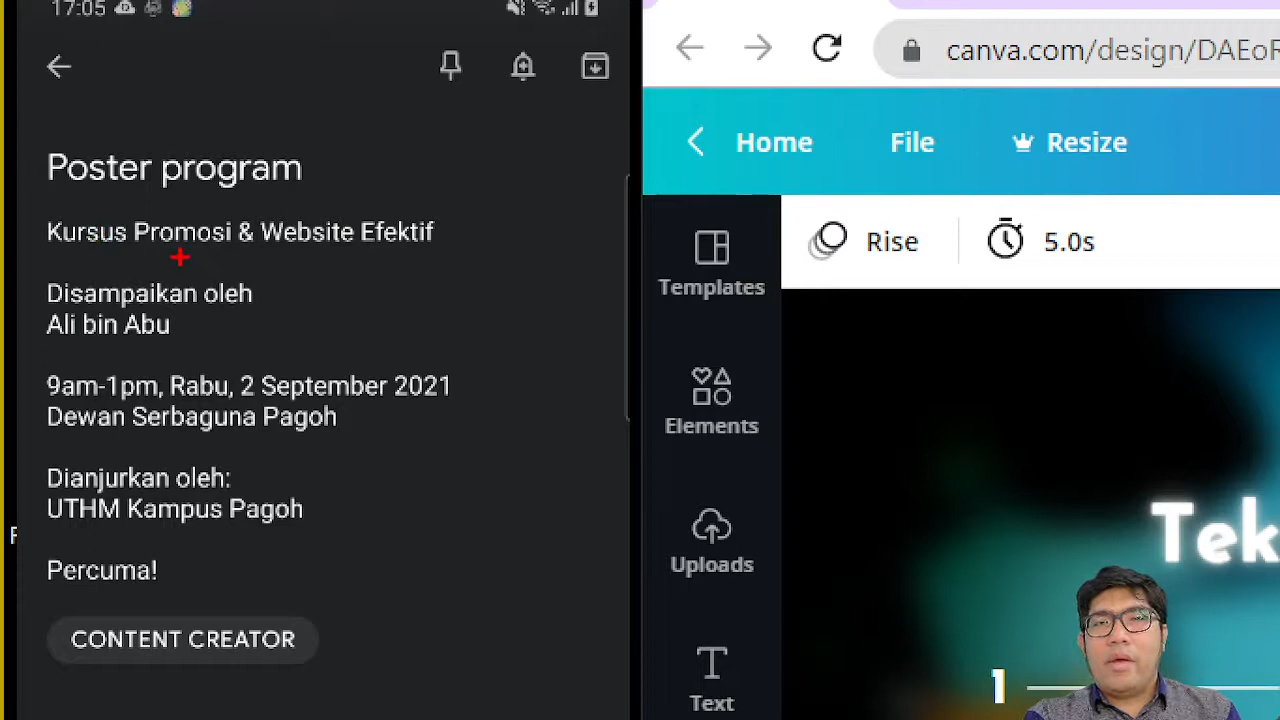 17:05
Poster program
Kursus Promosi & Website Efektif
Disampaikan oleh
Ali bin Abu
9am-1pm, Rabu, 2 September 2021
Dewan Serbaguna Pagoh
Dianjurkan oleh:
UTHM Kampus Pagoh
Percuma!
CONTENT CREATOR
canva.com/design/DAEoF
Home
File
Resize
Rise
5.0s
Templates
Elements
Uploads
Text
Tek
1